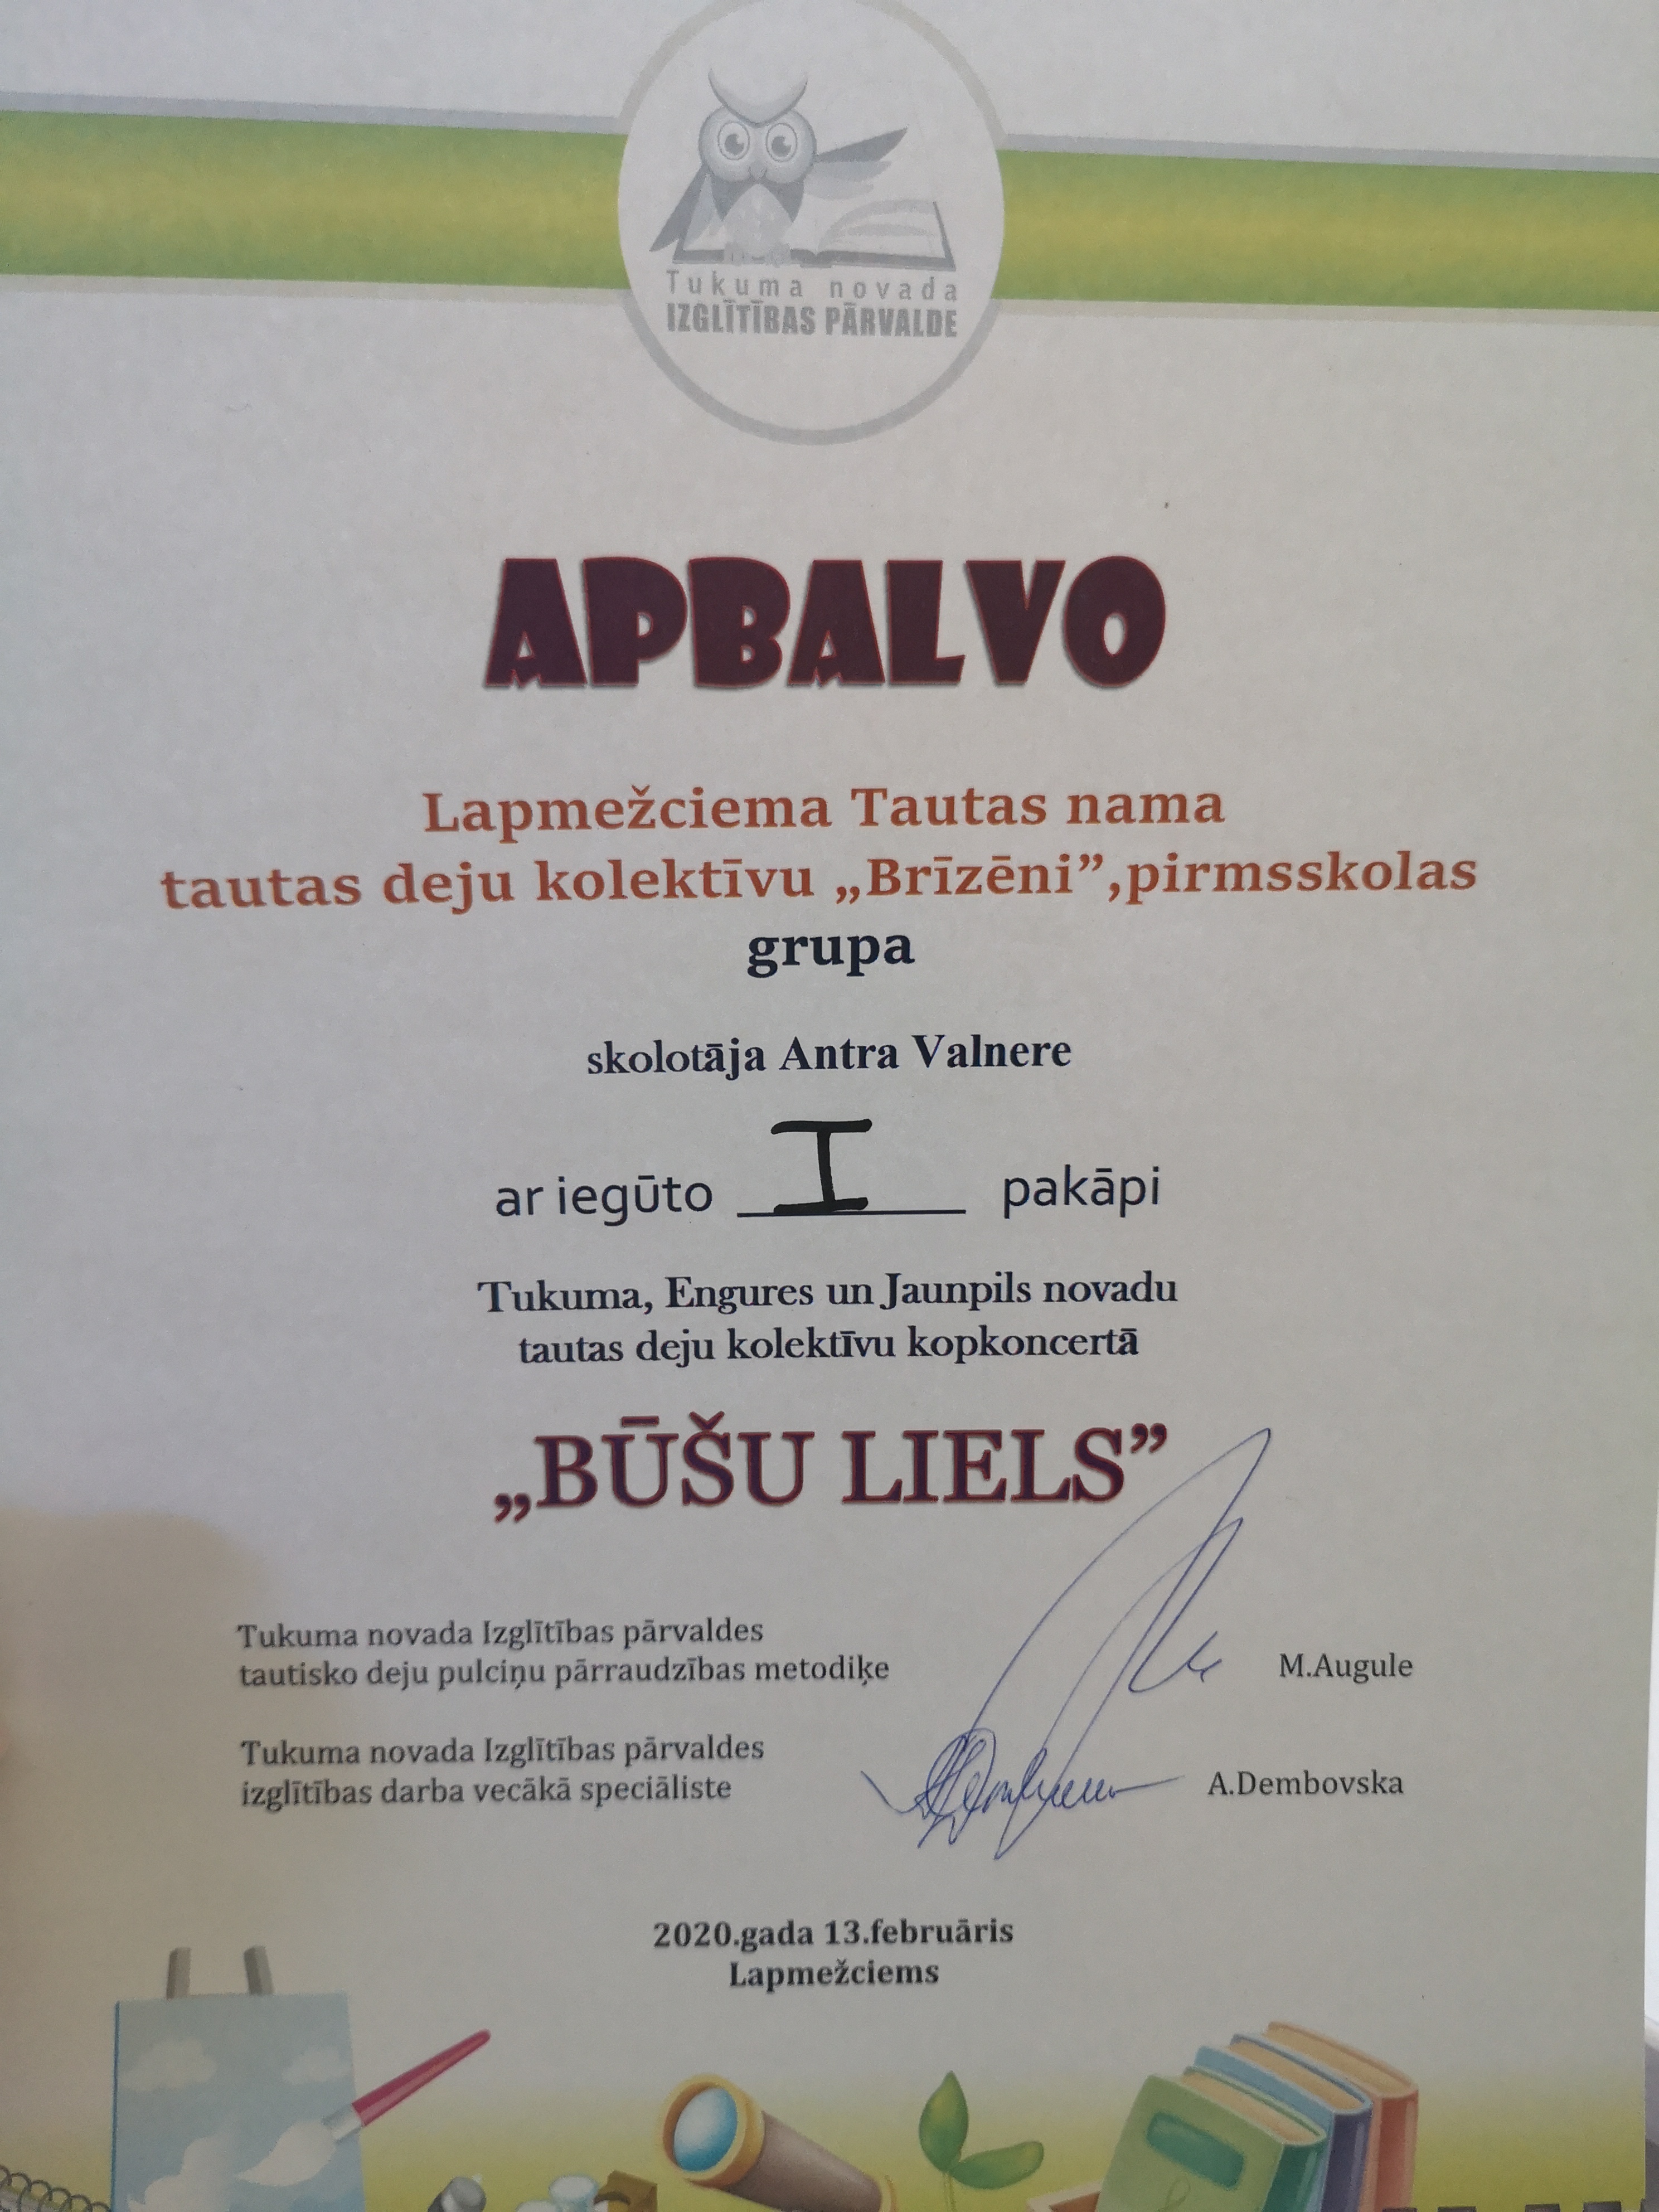 Tukuma novada
IZGLĪTĪBAS PĀRVALDE
APBALVO
Lapmežciema Tautas nama
tautas deju kolektīvu „Brīzēni”,pirmsskolas
grupa
skolotāja Antra Valnere
ar iegūto I pakāpi
Tukuma, Engures un Jaunpils novadu
tautas deju kolektīvu kopkoncertā
„BŪŠU LIELS”
Tukuma novada Izglītības pārvaldes
tautisko deju pulciņu pārraudzības metodiķe M.Augule
Tukuma novada Izglītības pārvaldes
izglītības darba vecākā speciāliste A.Dembovska
2020.gada 13.februāris
Lapmežciems